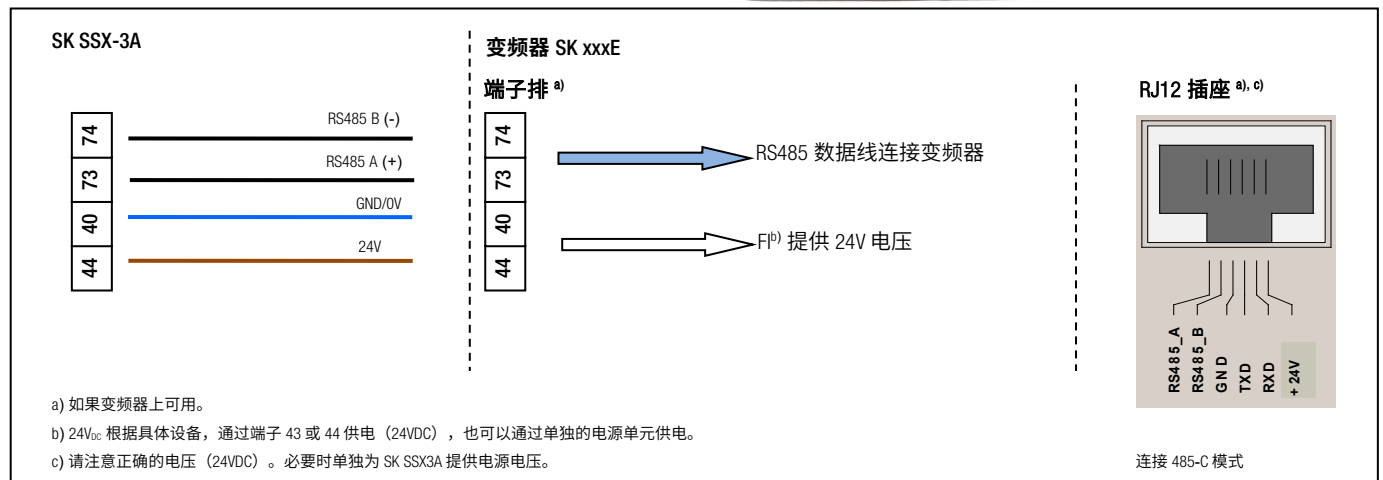 SK SSX-3A
74
73
40
44
RS485 B (-)
RS485 A (+)
GND/0V
24V
变频器 SK xxxE
端子排 a)
74
73
40
44
RS485 数据线连接变频器
FI b) 提供 24V 电压
RJ12 插座 a), c)
RS485_A
RS485_B
GND
TXD
RXD
+ 24V
连接 485-C 模式
a) 如果变频器上可用。
b) 24VDC 根据具体设备，通过端子 43 或 44 供电（24VDC），也可以通过单独的电源单元供电。
c) 请注意正确的电压（24VDC）。必要时单独为 SK SSX3A 提供电源电压。